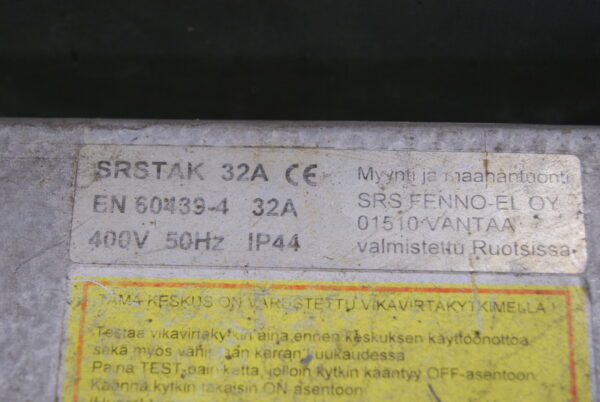 SRSTAK 32A CE
EN 60439-4 32A
400V 50Hz IP44
Myynti ja maahantuonti
SRS FENNO-EL OY
01510 VANTAA
valmistettu Ruotsissa
TÄMÄ KESKUS ON VARUSTETTU VIKAVIRTAKYTKIMELLÄ !
Testaa vikavirtakytkin aina ennen keskuksen käyttöönottoa
sekä myös vähintään kerran kuukaudessa
Paina TEST-painiketta, jolloin kytkin kääntyy OFF-asentoon
Käännä kytkin takaisin ON-asentoon